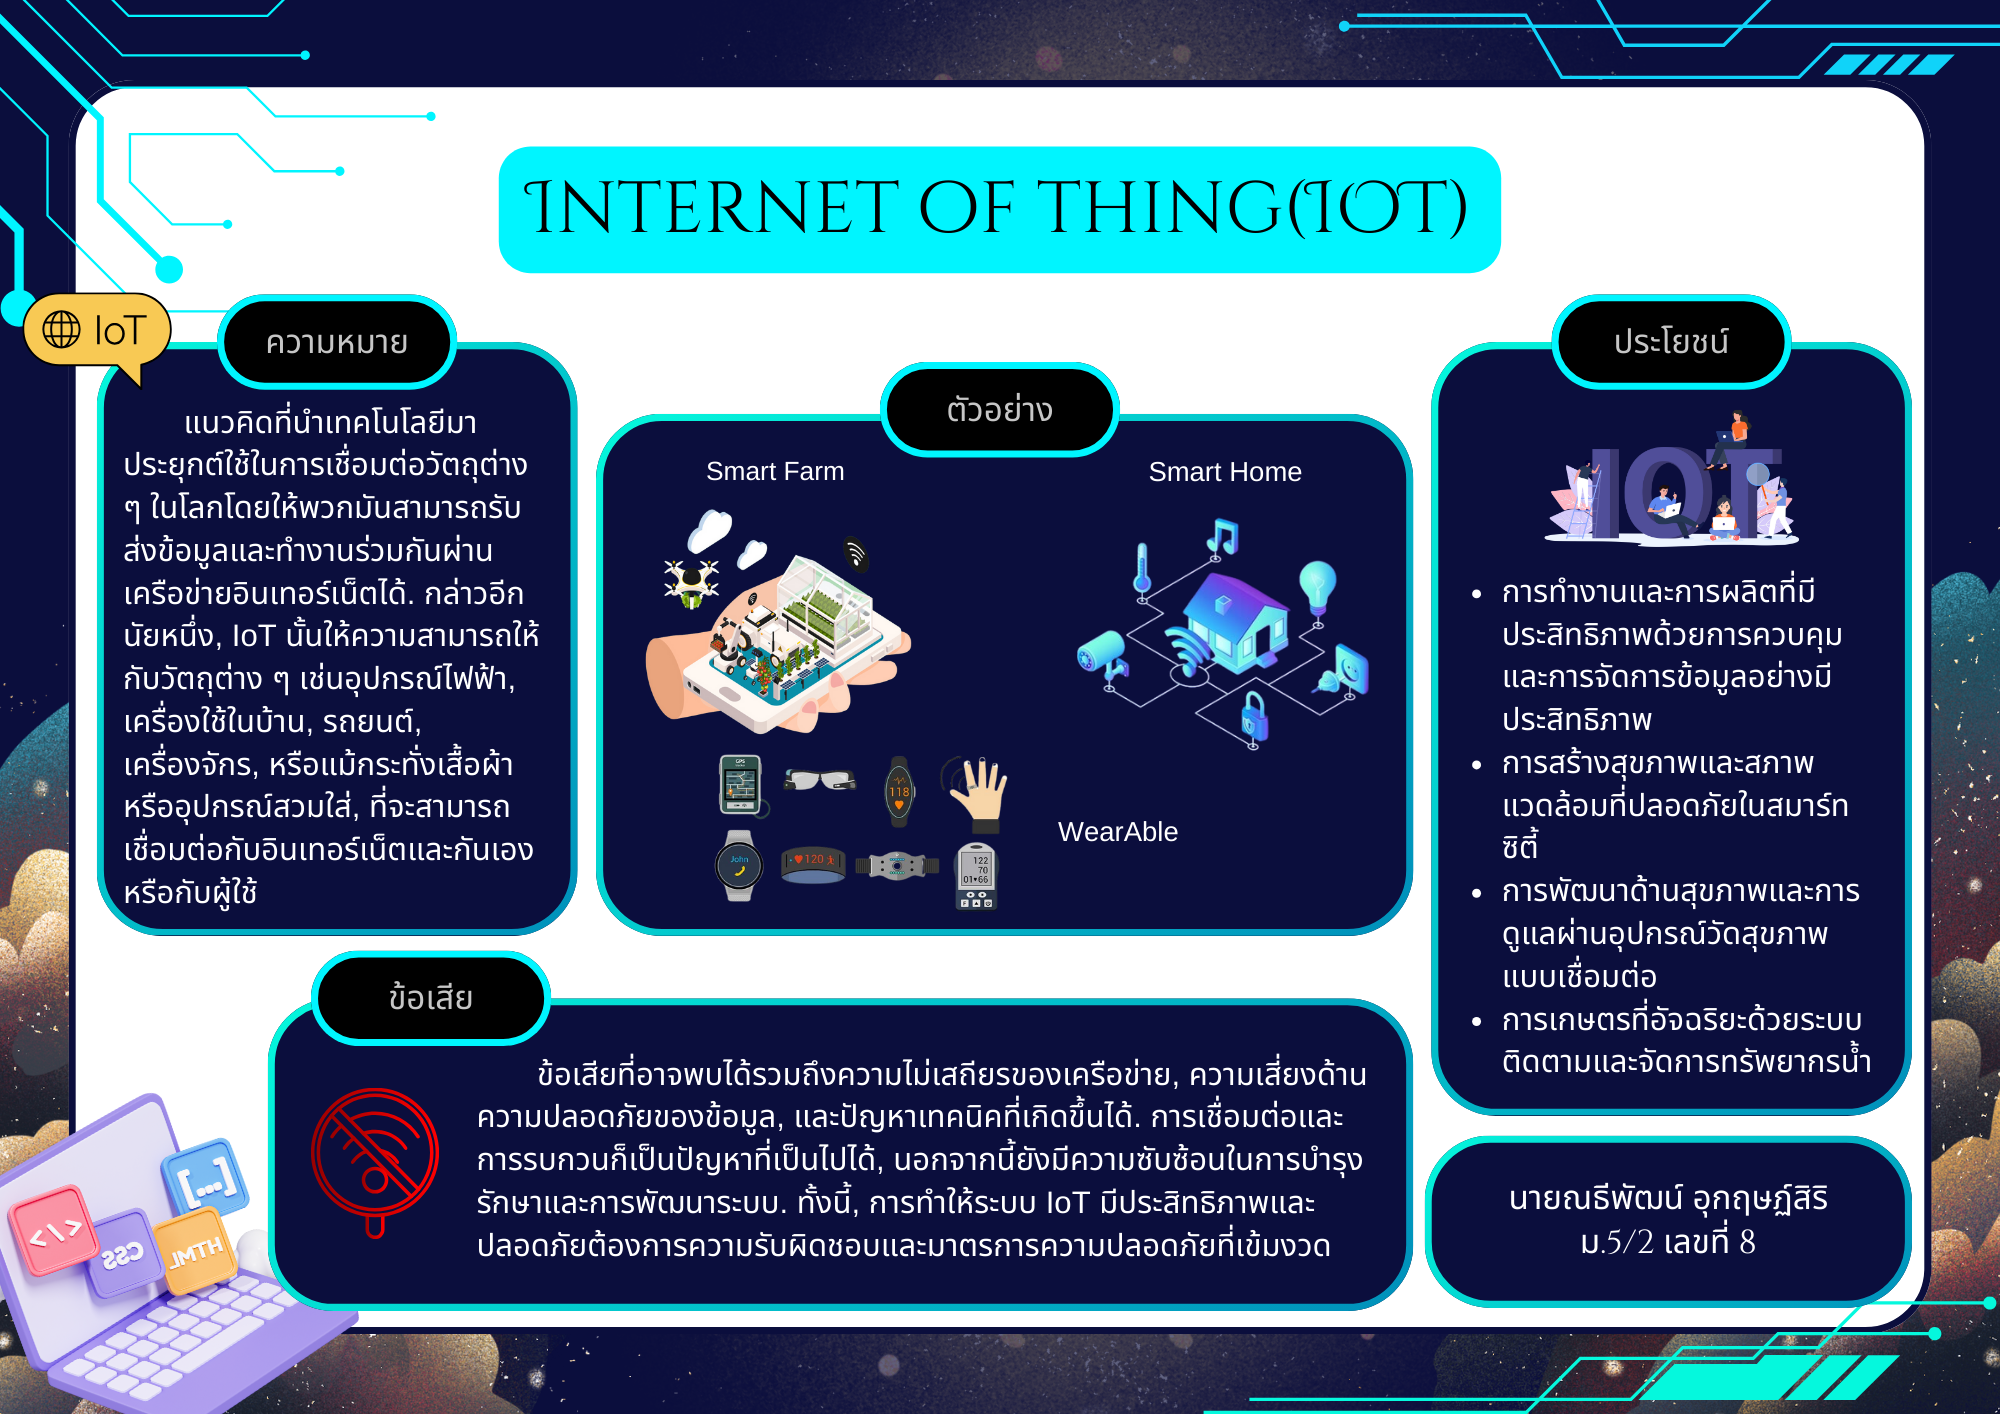 INTERNET OF THING(IOT)
IoT
ความหมาย
แนวคิดที่นำเทคโนโลยีมา
ประยุกต์ใช้ในการเชื่อมต่อวัตถุต่าง
ๆ ในโลกโดยให้พวกมันสามารถรับ
ส่งข้อมูลและทำงานร่วมกันผ่าน
เครือข่ายอินเทอร์เน็ตได้. กล่าวอีก
นัยหนึ่ง, IoT นั้นให้ความสามารถให้
กับวัตถุต่าง ๆ เช่นอุปกรณ์ไฟฟ้า,
เครื่องใช้ในบ้าน, รถยนต์,
เครื่องจักร, หรือแม้กระทั่งเสื้อผ้า
หรืออุปกรณ์สวมใส่, ที่จะสามารถ
เชื่อมต่อกับอินเทอร์เน็ตและกันเอง
หรือกับผู้ใช้
ตัวอย่าง
Smart Farm
Smart Home
GPS
118
John
120
122
70
01♥66
WearAble
ประโยชน์
IOT
การทำงานและการผลิตที่มี
ประสิทธิภาพด้วยการควบคุม
และการจัดการข้อมูลอย่างมี
ประสิทธิภาพ
การสร้างสุขภาพและสภาพ
แวดล้อมที่ปลอดภัยในสมาร์ท
ซิตี้
การพัฒนาด้านสุขภาพและการ
ดูแลผ่านอุปกรณ์วัดสุขภาพ
แบบเชื่อมต่อ
การเกษตรที่อัจฉริยะด้วยระบบ
ติดตามและจัดการทรัพยากรน้ำ
ข้อเสีย
ข้อเสียที่อาจพบได้รวมถึงความไม่เสถียรของเครือข่าย, ความเสี่ยงด้าน
ความปลอดภัยของข้อมูล, และปัญหาเทคนิคที่เกิดขึ้นได้. การเชื่อมต่อและ
การรบกวนก็เป็นปัญหาที่เป็นไปได้, นอกจากนี้ยังมีความซับซ้อนในการบำรุง
รักษาและการพัฒนาระบบ. ทั้งนี้, การทำให้ระบบ IoT มีประสิทธิภาพและ
ปลอดภัยต้องการความรับผิดชอบและมาตรการความปลอดภัยที่เข้มงวด
[...]
<\>
CSS
HTML
นายณธีพัฒน์ อุกฤษฏ์สิริ
ม.5/2 เลขที่ 8